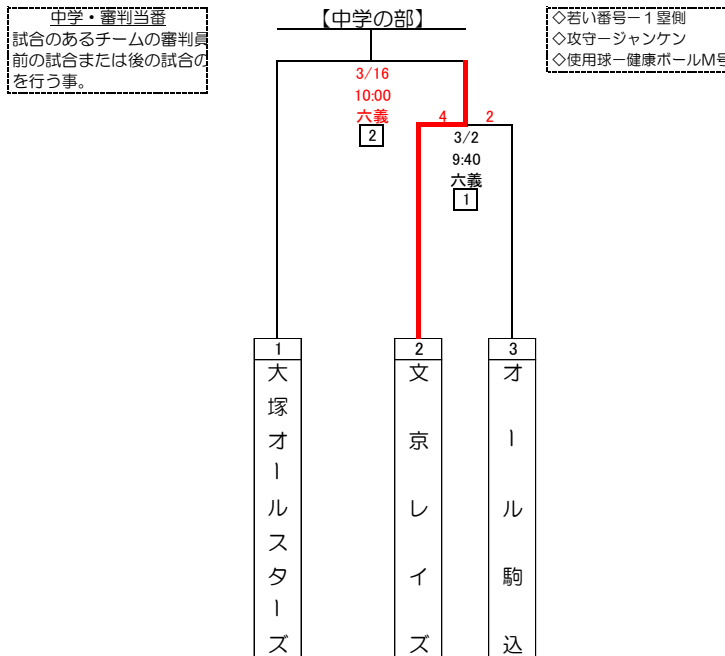 中学・審判当番
試合のあるチームの審判員
前の試合または後の試合の
を行う事。
【中学の部】
◇若い番号－１塁側
◇攻守－ジャンケン
◇使用球－健康ボールM号
3/16
10:00
六義
2
4 2
3/2
9:40
六義
1
1
大塚オールスターズ
2
文京レイズ
3
オール駒込